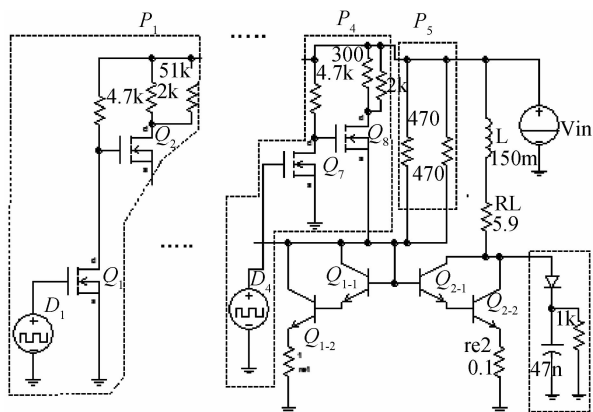 P1
.....
P4
P5
51k
4.7k
2k
Q2
300
4.7k
2k
Q8
Q7
470
470
L
150m
Vin
RL
5.9
.....
D1
Q1
D4
Q1-1
Q2-1
Q1-2
Q2-2
re2
0.1
1k
47n